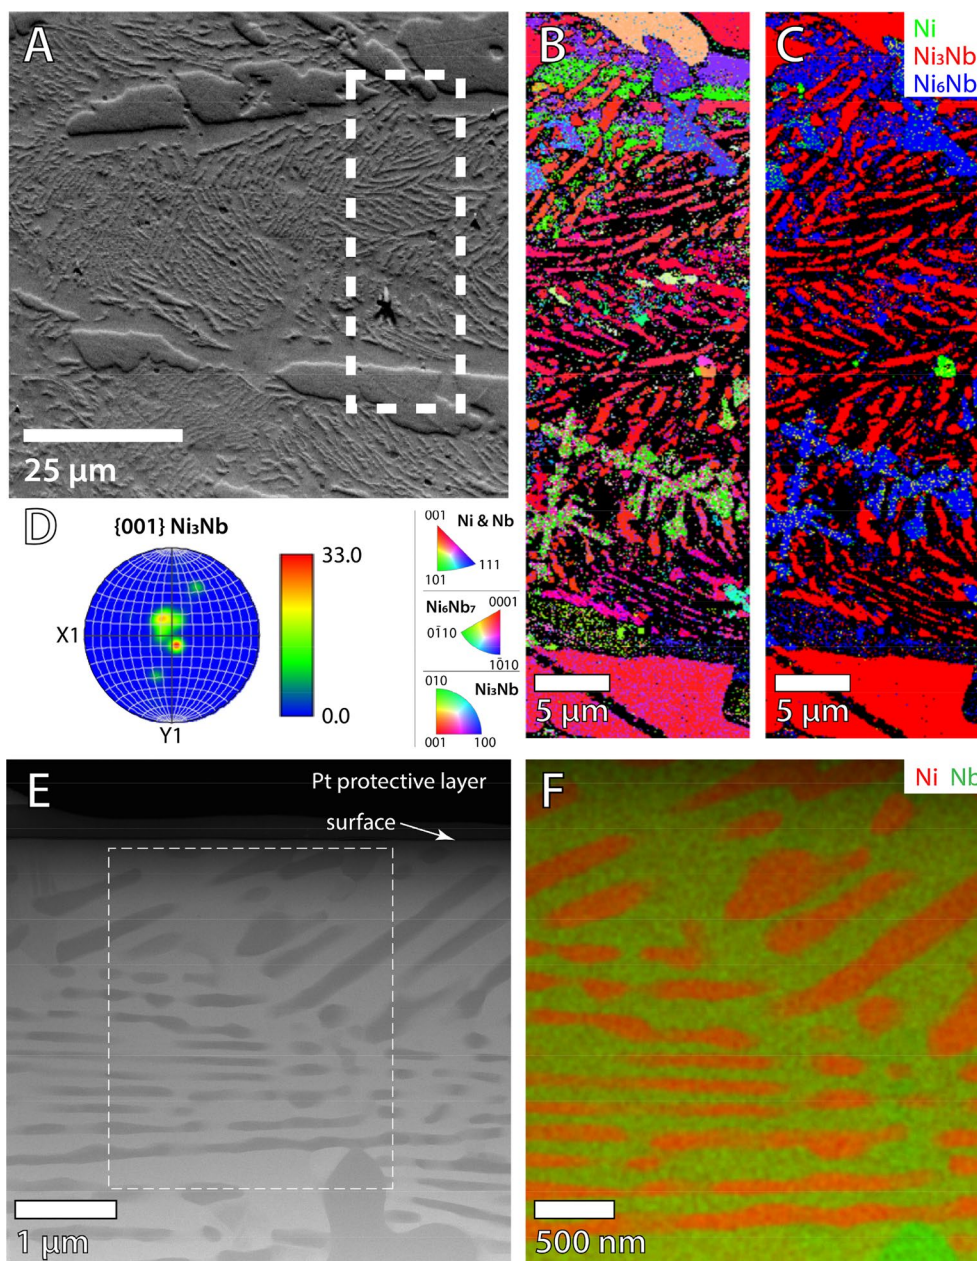 A
25 μm
B
5 μm
C
Ni
Ni₃Nb
Ni₆Nb
5 μm
D
{001} Ni₃Nb
X1
Y1
33.0
0.0
001
Ni & Nb
101
111
Ni₆Nb₇
0001
01̄10
1̄010
010
Ni₃Nb
001
100
E
Pt protective layer
surface
1 μm
F
Ni Nb
500 nm